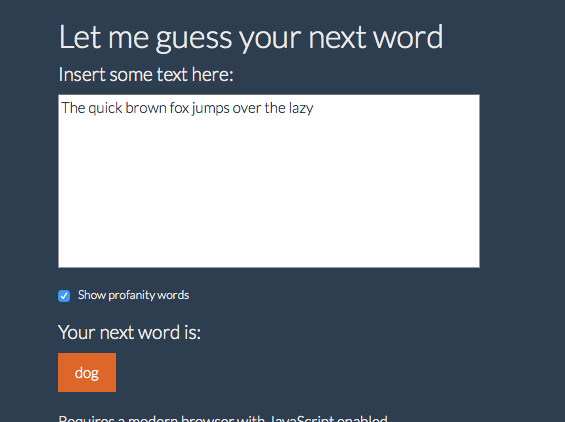 Let me guess your next word
Insert some text here:
The quick brown fox jumps over the lazy
Show profanity words
Your next word is:
dog
Requires a modern browser with JavaScript enabled